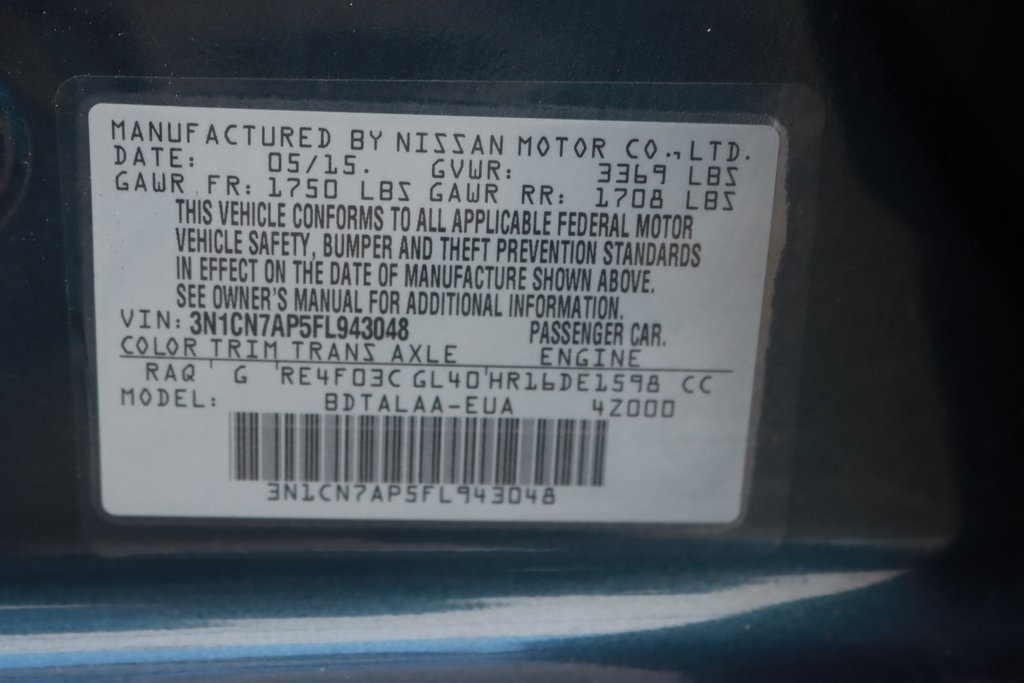 MANUFACTURED BY NISSAN MOTOR CO.,LTD.
DATE: 05/15. GVWR: 3369 LBS
GAWR FR: 1750 LBS GAWR RR: 1708 LBS
THIS VEHICLE CONFORMS TO ALL APPLICABLE FEDERAL MOTOR
VEHICLE SAFETY, BUMPER AND THEFT PREVENTION STANDARDS
IN EFFECT ON THE DATE OF MANUFACTURE SHOWN ABOVE.
SEE OWNER'S MANUAL FOR ADDITIONAL INFORMATION.
VIN: 3N1CN7AP5FL943048 PASSENGER CAR.
COLOR TRIM TRANS AXLE ENGINE
RAQ ' G 'RE4F03C GL40'HR16DE1598 CC
MODEL: BDTALAA-EUA 4Z000
3N1CN7AP5FL943048